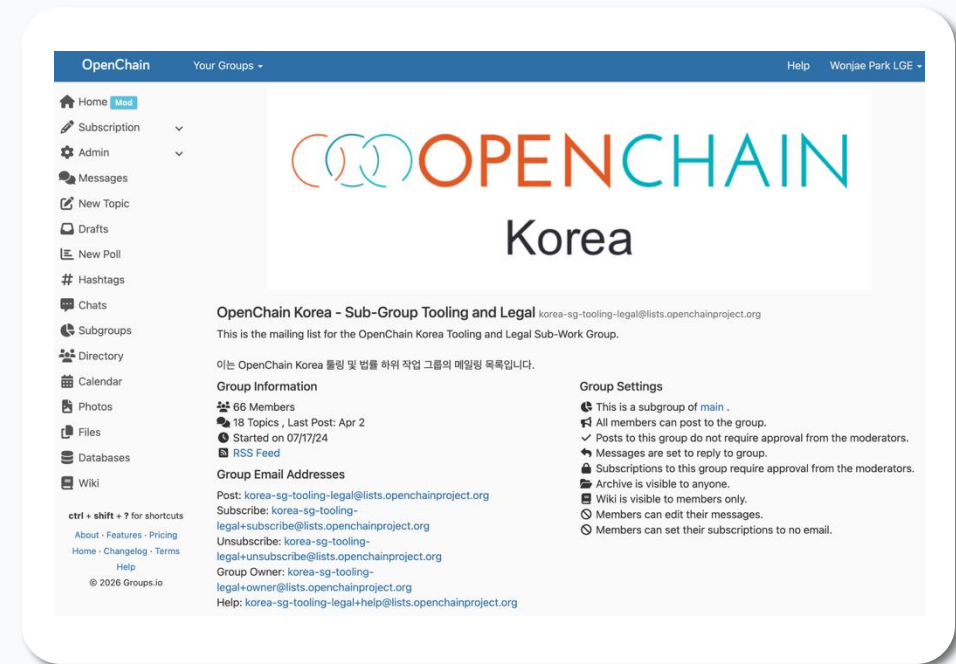 OpenChain
Your Groups
Help
Wonjae Park LGE
Home Mod
Subscription
Admin
Messages
New Topic
Drafts
New Poll
Hashtags
Chats
Subgroups
Directory
Calendar
Photos
Files
Databases
Wiki
ctrl + shift + ? for shortcuts
About · Features · Pricing
Home · Changelog · Terms
Help
© 2026 Groups.io
OPENCHAIN
Korea
OpenChain Korea - Sub-Group Tooling and Legal korea-sg-tooling-legal@lists.openchainproject.org
This is the mailing list for the OpenChain Korea Tooling and Legal Sub-Work Group.
이는 OpenChain Korea 툴링 및 법률 하위 작업 그룹의 메일링 목록입니다.
Group Information
66 Members
18 Topics , Last Post: Apr 2
Started on 07/17/24
RSS Feed
Group Email Addresses
Post: korea-sg-tooling-legal@lists.openchainproject.org
Subscribe: korea-sg-tooling-
legal+subscribe@lists.openchainproject.org
Unsubscribe: korea-sg-tooling-
legal+unsubscribe@lists.openchainproject.org
Group Owner: korea-sg-tooling-
legal+owner@lists.openchainproject.org
Help: korea-sg-tooling-legal+help@lists.openchainproject.org
Group Settings
This is a subgroup of main .
All members can post to the group.
Posts to this group do not require approval from the moderators.
Messages are set to reply to group.
Subscriptions to this group require approval from the moderators.
Archive is visible to anyone.
Wiki is visible to members only.
Members can edit their messages.
Members can set their subscriptions to no email.